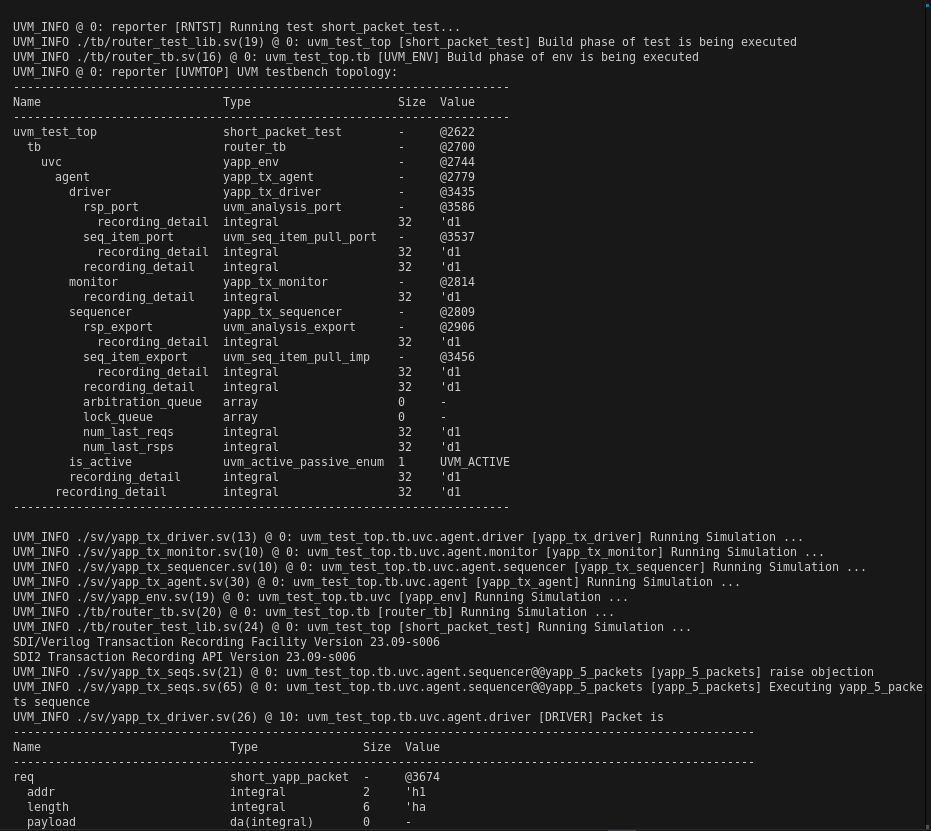 UVM_INFO @ 0: reporter [RNTST] Running test short_packet_test...
UVM_INFO ./tb/router_test_lib.sv(19) @ 0: uvm_test_top [short_packet_test] Build phase of test is being executed
UVM_INFO ./tb/router_tb.sv(16) @ 0: uvm_test_top.tb [UVM_ENV] Build phase of env is being executed
UVM_INFO @ 0: reporter [UVMTOP] UVM testbench topology:
-----------------------------------------------------------------------
Name                          Type                     Size  Value
-----------------------------------------------------------------------
uvm_test_top                  short_packet_test        -     @2622
  tb                          router_tb                -     @2700
    uvc                       yapp_env                 -     @2744
      agent                   yapp_tx_agent            -     @2779
        driver                yapp_tx_driver           -     @3435
          rsp_port            uvm_analysis_port        -     @3586
            recording_detail  integral                 32    'd1
          seq_item_port       uvm_seq_item_pull_port   -     @3537
            recording_detail  integral                 32    'd1
          recording_detail    integral                 32    'd1
        monitor               yapp_tx_monitor          -     @2814
          recording_detail    integral                 32    'd1
        sequencer             yapp_tx_sequencer        -     @2809
          rsp_export          uvm_analysis_export      -     @2906
            recording_detail  integral                 32    'd1
          seq_item_export     uvm_seq_item_pull_imp    -     @3456
            recording_detail  integral                 32    'd1
          recording_detail    integral                 32    'd1
          arbitration_queue   array                    0     -
          lock_queue          array                    0     -
          num_last_reqs       integral                 32    'd1
          num_last_rsps       integral                 32    'd1
        is_active             uvm_active_passive_enum  1     UVM_ACTIVE
        recording_detail      integral                 32    'd1
      recording_detail        integral                 32    'd1
-----------------------------------------------------------------------
UVM_INFO ./sv/yapp_tx_driver.sv(13) @ 0: uvm_test_top.tb.uvc.agent.driver [yapp_tx_driver] Running Simulation ...
UVM_INFO ./sv/yapp_tx_monitor.sv(10) @ 0: uvm_test_top.tb.uvc.agent.monitor [yapp_tx_monitor] Running Simulation ...
UVM_INFO ./sv/yapp_tx_sequencer.sv(10) @ 0: uvm_test_top.tb.uvc.agent.sequencer [yapp_tx_sequencer] Running Simulation ...
UVM_INFO ./sv/yapp_tx_agent.sv(30) @ 0: uvm_test_top.tb.uvc.agent [yapp_tx_agent] Running Simulation ...
UVM_INFO ./sv/yapp_env.sv(19) @ 0: uvm_test_top.tb.uvc [yapp_env] Running Simulation ...
UVM_INFO ./tb/router_tb.sv(20) @ 0: uvm_test_top.tb [router_tb] Running Simulation ...
UVM_INFO ./tb/router_test_lib.sv(24) @ 0: uvm_test_top [short_packet_test] Running Simulation ...
SDI/Verilog Transaction Recording Facility Version 23.09-s006
SDI2 Transaction Recording API Version 23.09-s006
UVM_INFO ./sv/yapp_tx_seqs.sv(21) @ 0: uvm_test_top.tb.uvc.agent.sequencer@@yapp_5_packets [yapp_5_packets] raise objection
UVM_INFO ./sv/yapp_tx_seqs.sv(65) @ 0: uvm_test_top.tb.uvc.agent.sequencer@@yapp_5_packets [yapp_5_packets] Executing yapp_5_packe
ts sequence
UVM_INFO ./sv/yapp_tx_driver.sv(26) @ 10: uvm_test_top.tb.uvc.agent.driver [DRIVER] Packet is
----------------------------------------------------------------------------------------------------------
Name                           Type               Size  Value
----------------------------------------------------------------------------------------------------------
req                            short_yapp_packet  -     @3674
  addr                         integral           2     'h1
  length                       integral           6     'ha
  payload                      da(integral)       0     -